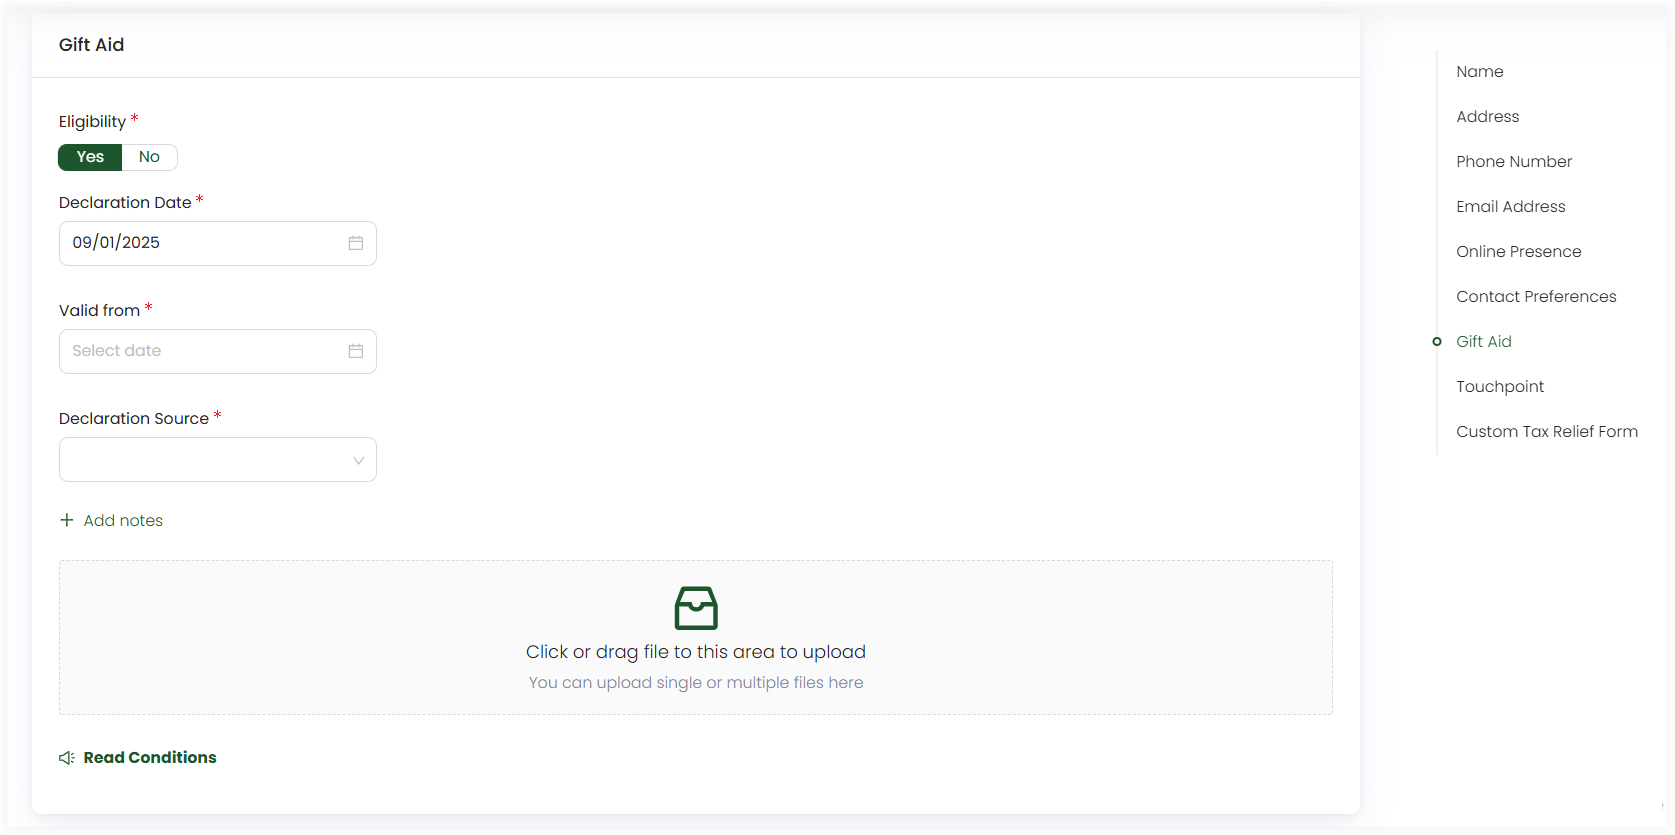 Gift Aid
Eligibility *
Yes No
Declaration Date *
09/01/2025
Valid from *
Select date
Declaration Source *
+ Add notes
Click or drag file to this area to upload
You can upload single or multiple files here
Read Conditions
Name
Address
Phone Number
Email Address
Online Presence
Contact Preferences
Gift Aid
Touchpoint
Custom Tax Relief Form